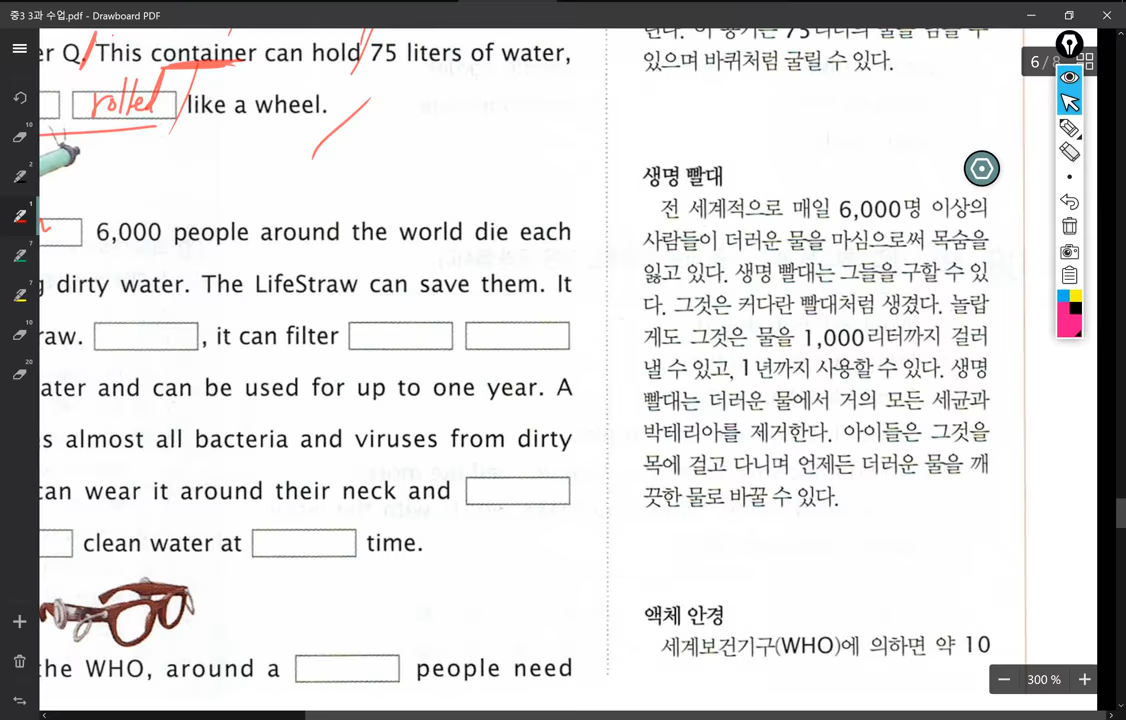 중3 3과 수업.pdf - Drawboard PDF
er Q. This container can hold 75 liters of water,
rolled like a wheel.
6,000 people around the world die each
dirty water. The LifeStraw can save them. It
raw. , it can filter
ater and can be used for up to one year. A
s almost all bacteria and viruses from dirty
can wear it around their neck and
clean water at time.
the WHO, around a people need
있으며 바퀴처럼 굴릴 수 있다.
생명 빨대
전 세계적으로 매일 6,000명 이상의
사람들이 더러운 물을 마심으로써 목숨을
잃고 있다. 생명 빨대는 그들을 구할 수 있
다. 그것은 커다란 빨대처럼 생겼다. 놀랍
게도 그것은 물을 1,000리터까지 걸러
낼 수 있고, 1년까지 사용할 수 있다. 생명
빨대는 더러운 물에서 거의 모든 세균과
박테리아를 제거한다. 아이들은 그것을
목에 걸고 다니며 언제든 더러운 물을 깨
끗한 물로 바꿀 수 있다.
액체 안경
세계보건기구(WHO)에 의하면 약 10
6 / 8
300 %